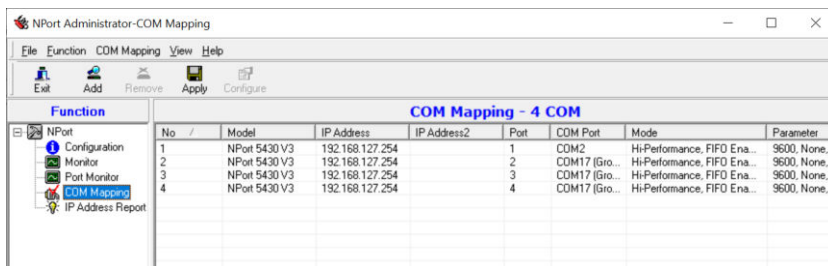 NPort Administrator-COM Mapping
File Function COM Mapping View Help
Exit Add Remove Apply Configure
Function
COM Mapping - 4 COM
NPort
Configuration
Monitor
Port Monitor
COM Mapping
IP Address Report
No / Model IP Address IP Address2 Port COM Port Mode Parameter
1 NPort 5430 V3 192.168.127.254 1 COM2 Hi-Performance, FIFO Ena... 9600, None,
2 NPort 5430 V3 192.168.127.254 2 COM17 (Gro... Hi-Performance, FIFO Ena... 9600, None,
3 NPort 5430 V3 192.168.127.254 3 COM17 (Gro... Hi-Performance, FIFO Ena... 9600, None,
4 NPort 5430 V3 192.168.127.254 4 COM17 (Gro... Hi-Performance, FIFO Ena... 9600, None,